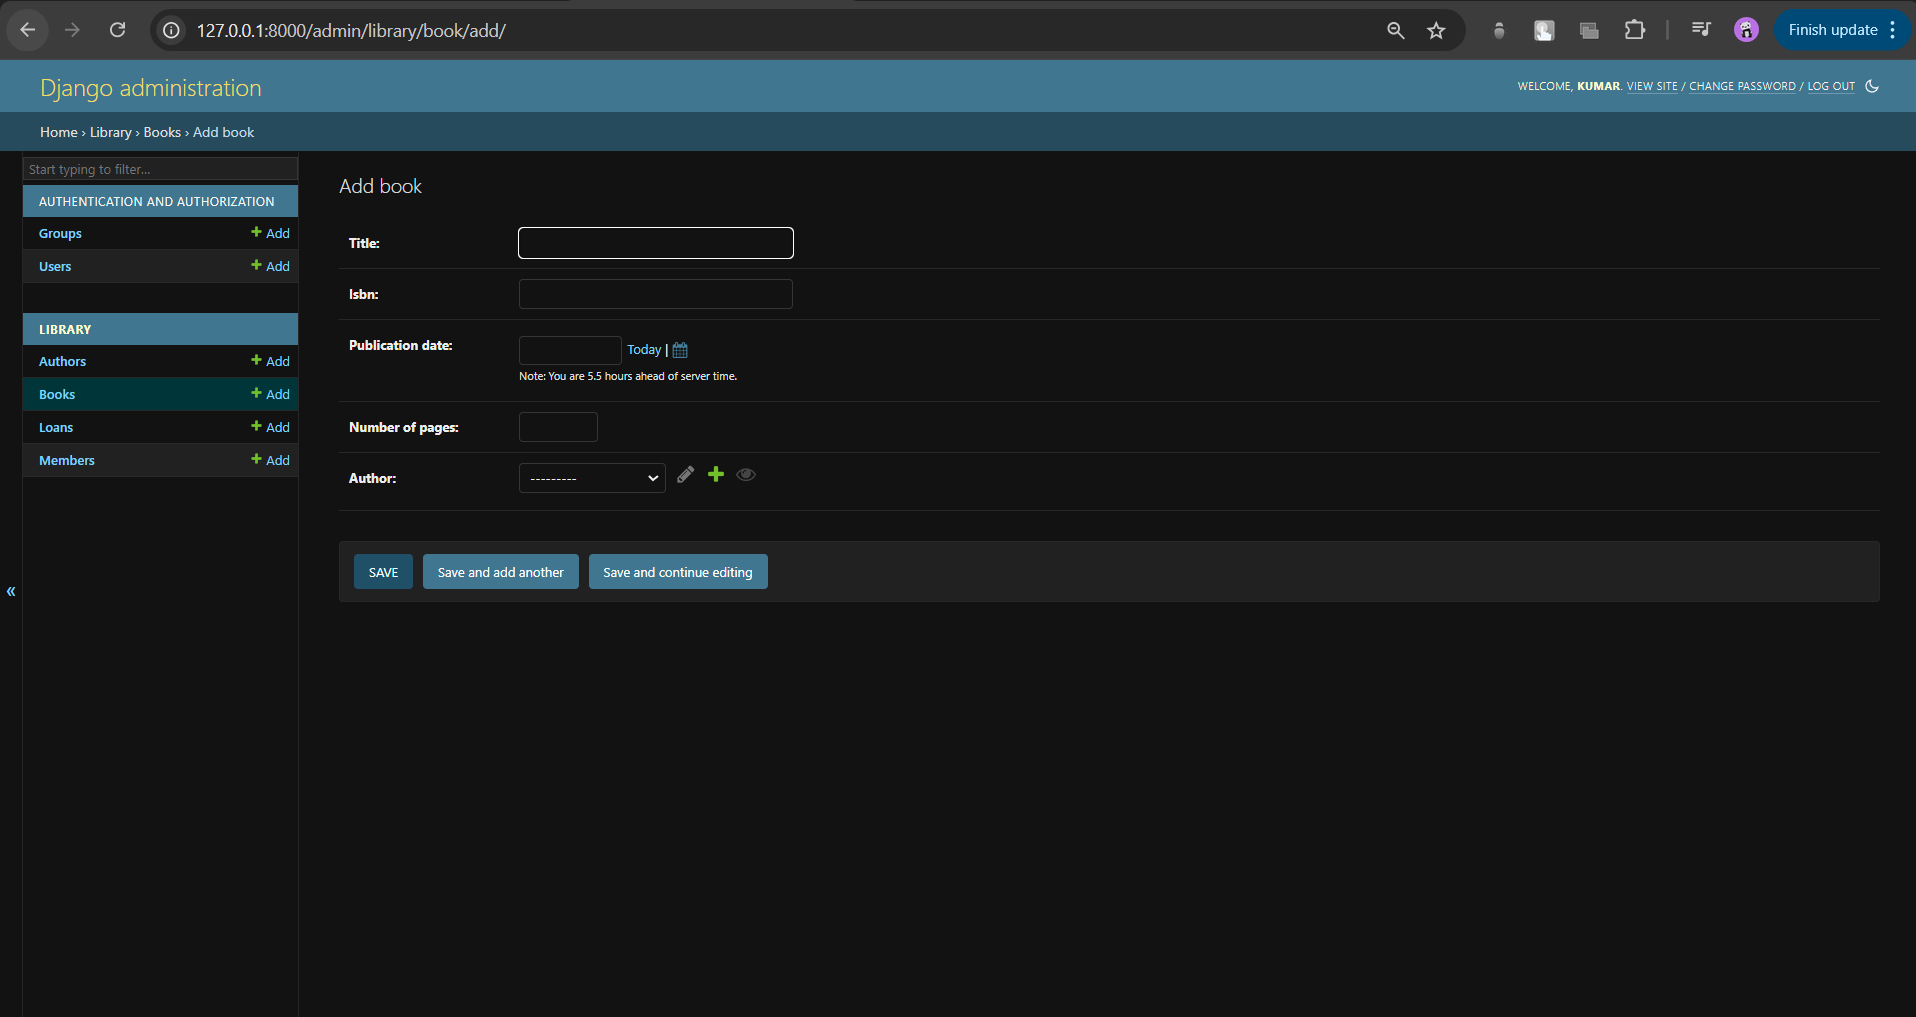 127.0.0.1:8000/admin/library/book/add/
Finish update
Django administration
WELCOME, KUMAR. VIEW SITE / CHANGE PASSWORD / LOG OUT
Home › Library › Books › Add book
Start typing to filter...
AUTHENTICATION AND AUTHORIZATION
Groups + Add
Users + Add
LIBRARY
Authors + Add
Books + Add
Loans + Add
Members + Add
«
Add book
Title:
Isbn:
Publication date:
Today |
Note: You are 5.5 hours ahead of server time.
Number of pages:
Author:
---------
SAVE
Save and add another
Save and continue editing